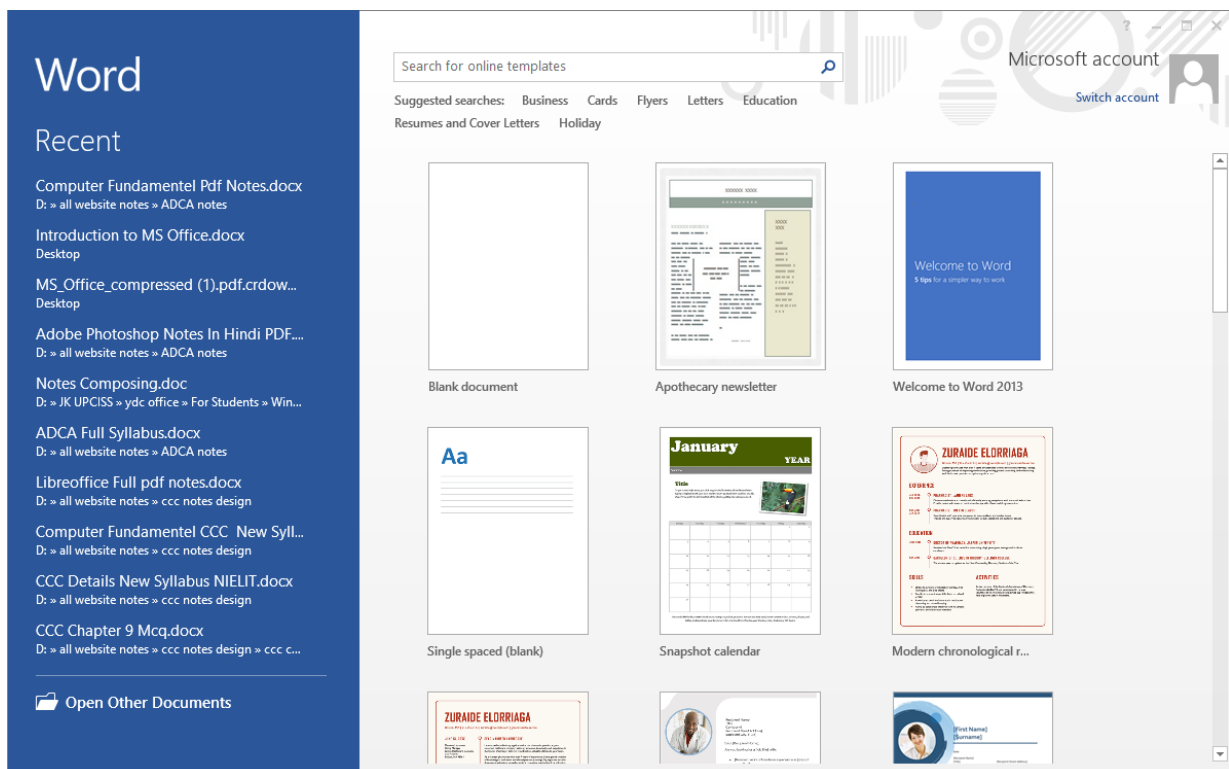 Word
Recent
Computer Fundamentel Pdf Notes.docx
D: » all website notes » ADCA notes
Introduction to MS Office.docx
Desktop
MS_Office_compressed (1).pdf.crdow...
Desktop
Adobe Photoshop Notes In Hindi PDF....
D: » all website notes » ADCA notes
Notes Composing.doc
D: » JK UPCISS » ydc office » For Students » Win...
ADCA Full Syllabus.docx
D: » all website notes » ADCA notes
Libreoffice Full pdf notes.docx
D: » all website notes » ccc notes design
Computer Fundamentel CCC New Syll...
D: » all website notes » ccc notes design
CCC Details New Syllabus NIELIT.docx
D: » all website notes » ccc notes design
CCC chapter 9 Mcq.docx
D: » all website notes » ccc notes design » ccc c...
Open Other Documents
?
Search for online templates
Microsoft account
Switch account
Suggested searches: Business Cards Flyers Letters Education
Resumes and Cover Letters Holiday
XXXXXX XXXX
Welcome to Word
5 tips for a simpler way to work
Blank document
Apothecary newsletter
Welcome to Word 2013
Aa
January
YEAR
Title
ZURAIDE ELORRIAGA
EXPERIENCE
EDUCATION
SKILLS
ACTIVITIES
Single spaced (blank)
Snapshot calendar
Modern chronological r...
ZURAIDE ELORRIAGA
[First Name]
[Surname]